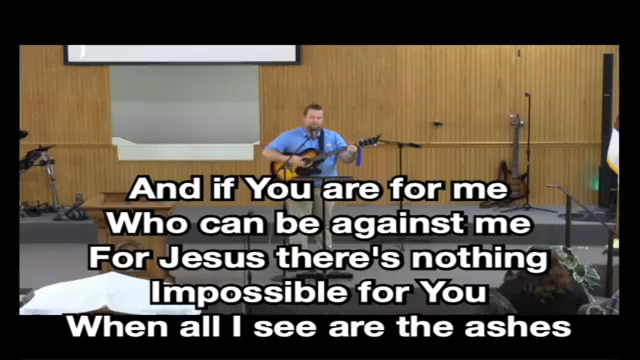 And if You are for me
Who can be against me
For Jesus there's nothing
Impossible for You
When all I see are the ashes